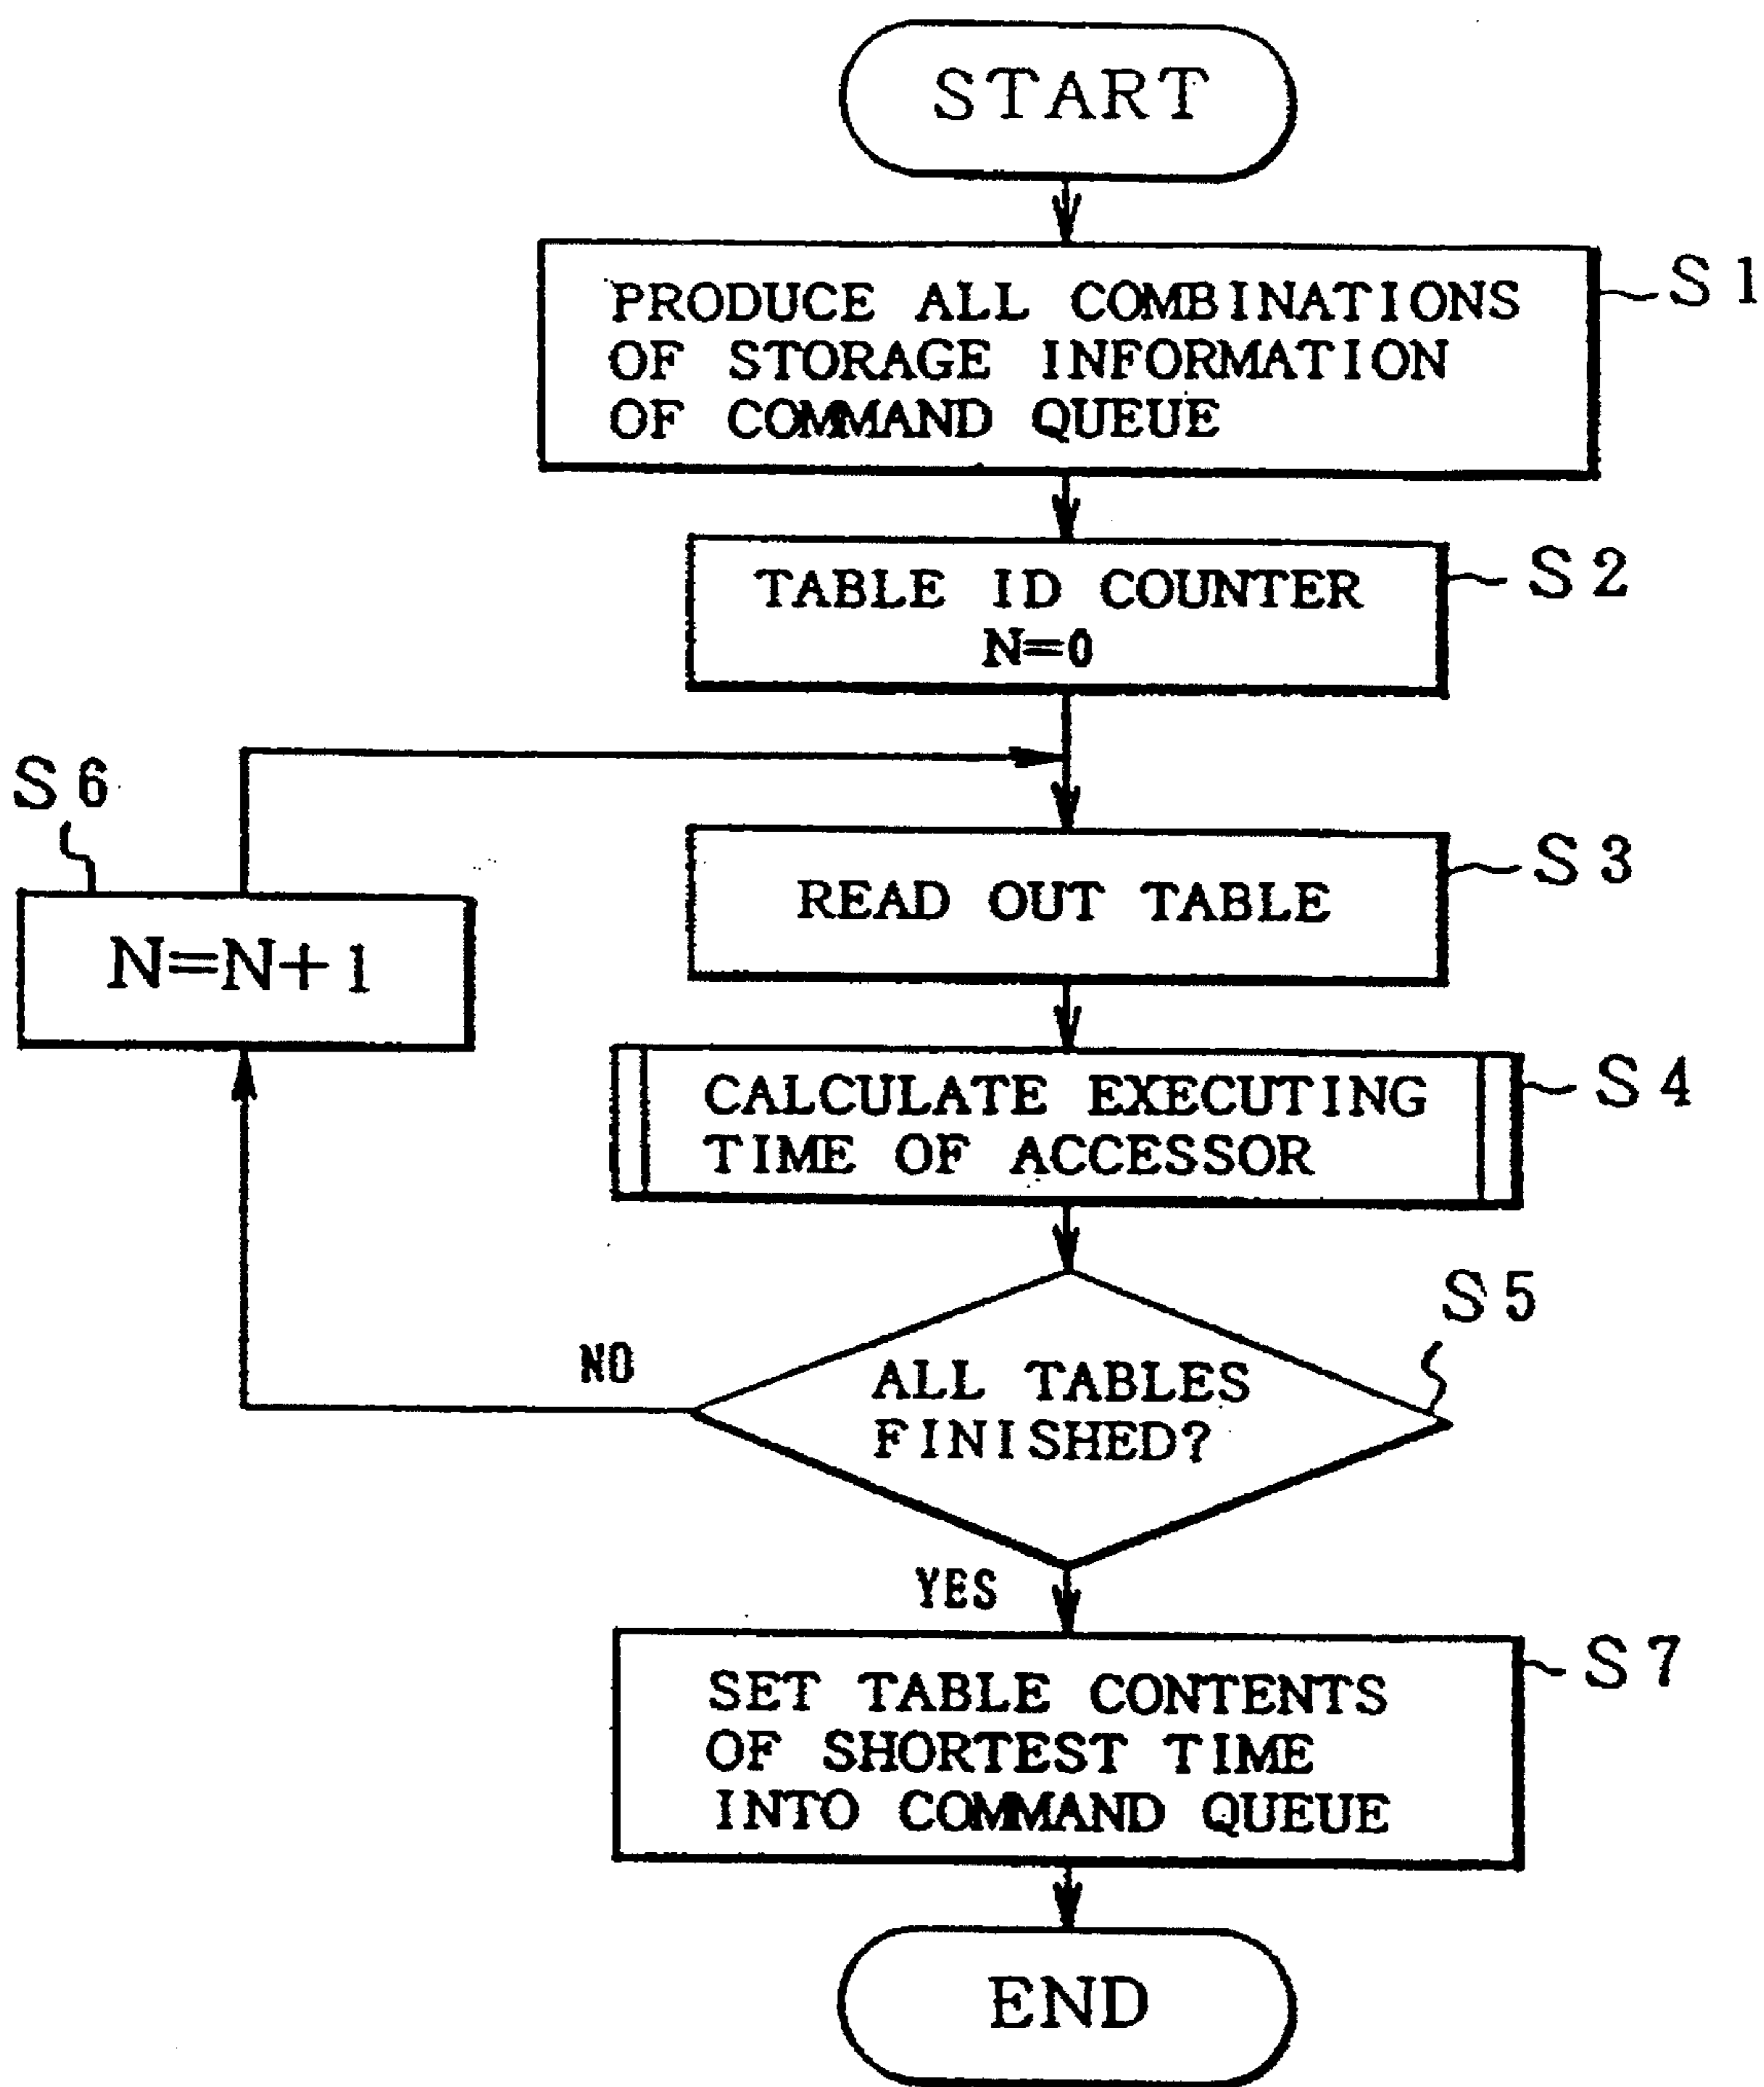 START
PRODUCE ALL COMBINATIONS
OF STORAGE INFORMATION
OF COMMAND QUEUE
S1
TABLE ID COUNTER
N=0
S2
S6
N=N+1
READ OUT TABLE
S3
CALCULATE EXECUTING
TIME OF ACCESSOR
S4
S5
NO
ALL TABLES
FINISHED?
YES
SET TABLE CONTENTS
OF SHORTEST TIME
INTO COMMAND QUEUE
S7
END